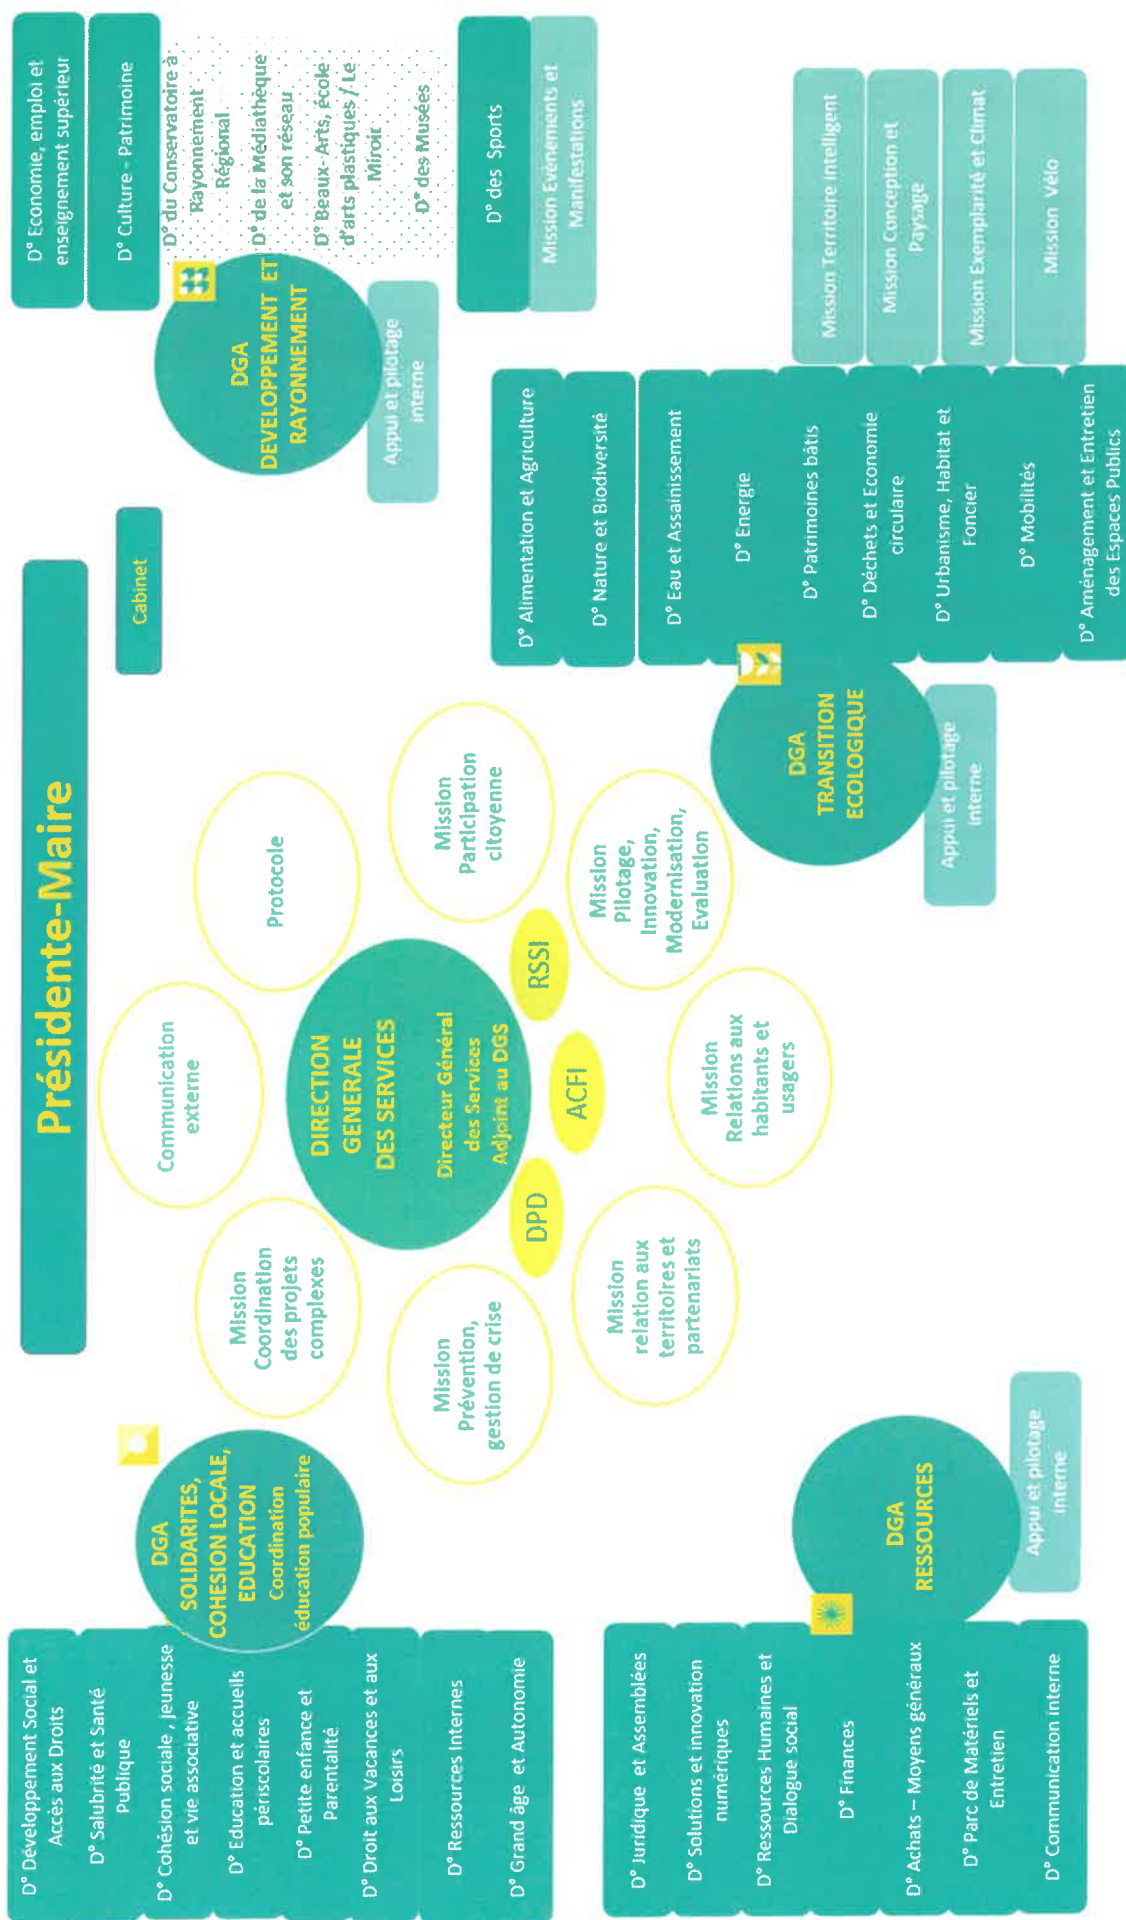 Présidente-Maire
Cabinet
Communication
externe
Protocole
Mission
Coordination
des projets
complexes
Mission
Participation
citoyenne
Mission
Prévention,
gestion de crise
DIRECTION
GENERALE
DES SERVICES
Directeur Général
des Services
Adjoint au DGS
DPD
ACFI
RSSI
Mission
Pilotage,
Innovation,
Modernisation,
Evaluation
Mission
relation aux
territoires et
partenariats
Mission
Relations aux
habitants et
usagers
DGA
SOLIDARITES,
COHESION LOCALE,
EDUCATION
Coordination
éducation populaire
D° Développement Social et
Accès aux Droits
D° Salubrité et Santé
Publique
D° Cohésion sociale , Jeunesse
et vie associative
D° Education et accueils
périscolaires
D° Petite enfance et
Parentalité
D° Droit aux Vacances et aux
Loisirs
D° Ressources Internes
D° Grand âge et Autonomie
DGA
DEVELOPPEMENT ET
RAYONNEMENT
Appui et pilotage
interne
D° Economie, emploi et
enseignement supérieur
D° Culture - Patrimoine
D° du Conservatoire à
Rayonnement
Régional
D° de la Médiathèque
et son réseau
D° Beaux-Arts, école
d'arts plastiques / Le
Miroir
D° des Musées
D° des Sports
Mission Evènements et
Manifestations
DGA
RESSOURCES
Appui et pilotage
interne
D° Juridique et Assemblées
D° Solutions et innovation
numériques
D° Ressources Humaines et
Dialogue social
D° Finances
D° Achats – Moyens généraux
D° Parc de Matériels et
Entretien
D° Communication interne
DGA
TRANSITION
ECOLOGIQUE
Appui et pilotage
interne
D° Alimentation et Agriculture
D° Nature et Biodiversité
D° Eau et Assainissement
D° Energie
D° Patrimoines bâtis
D° Déchets et Economie
circulaire
D° Urbanisme, Habitat et
Foncier
D° Mobilités
D° Aménagement et Entretien
des Espaces Publics
Mission Territoire Intelligent
Mission Conception et
Paysage
Mission Exemplarité et Climat
Mission Vélo